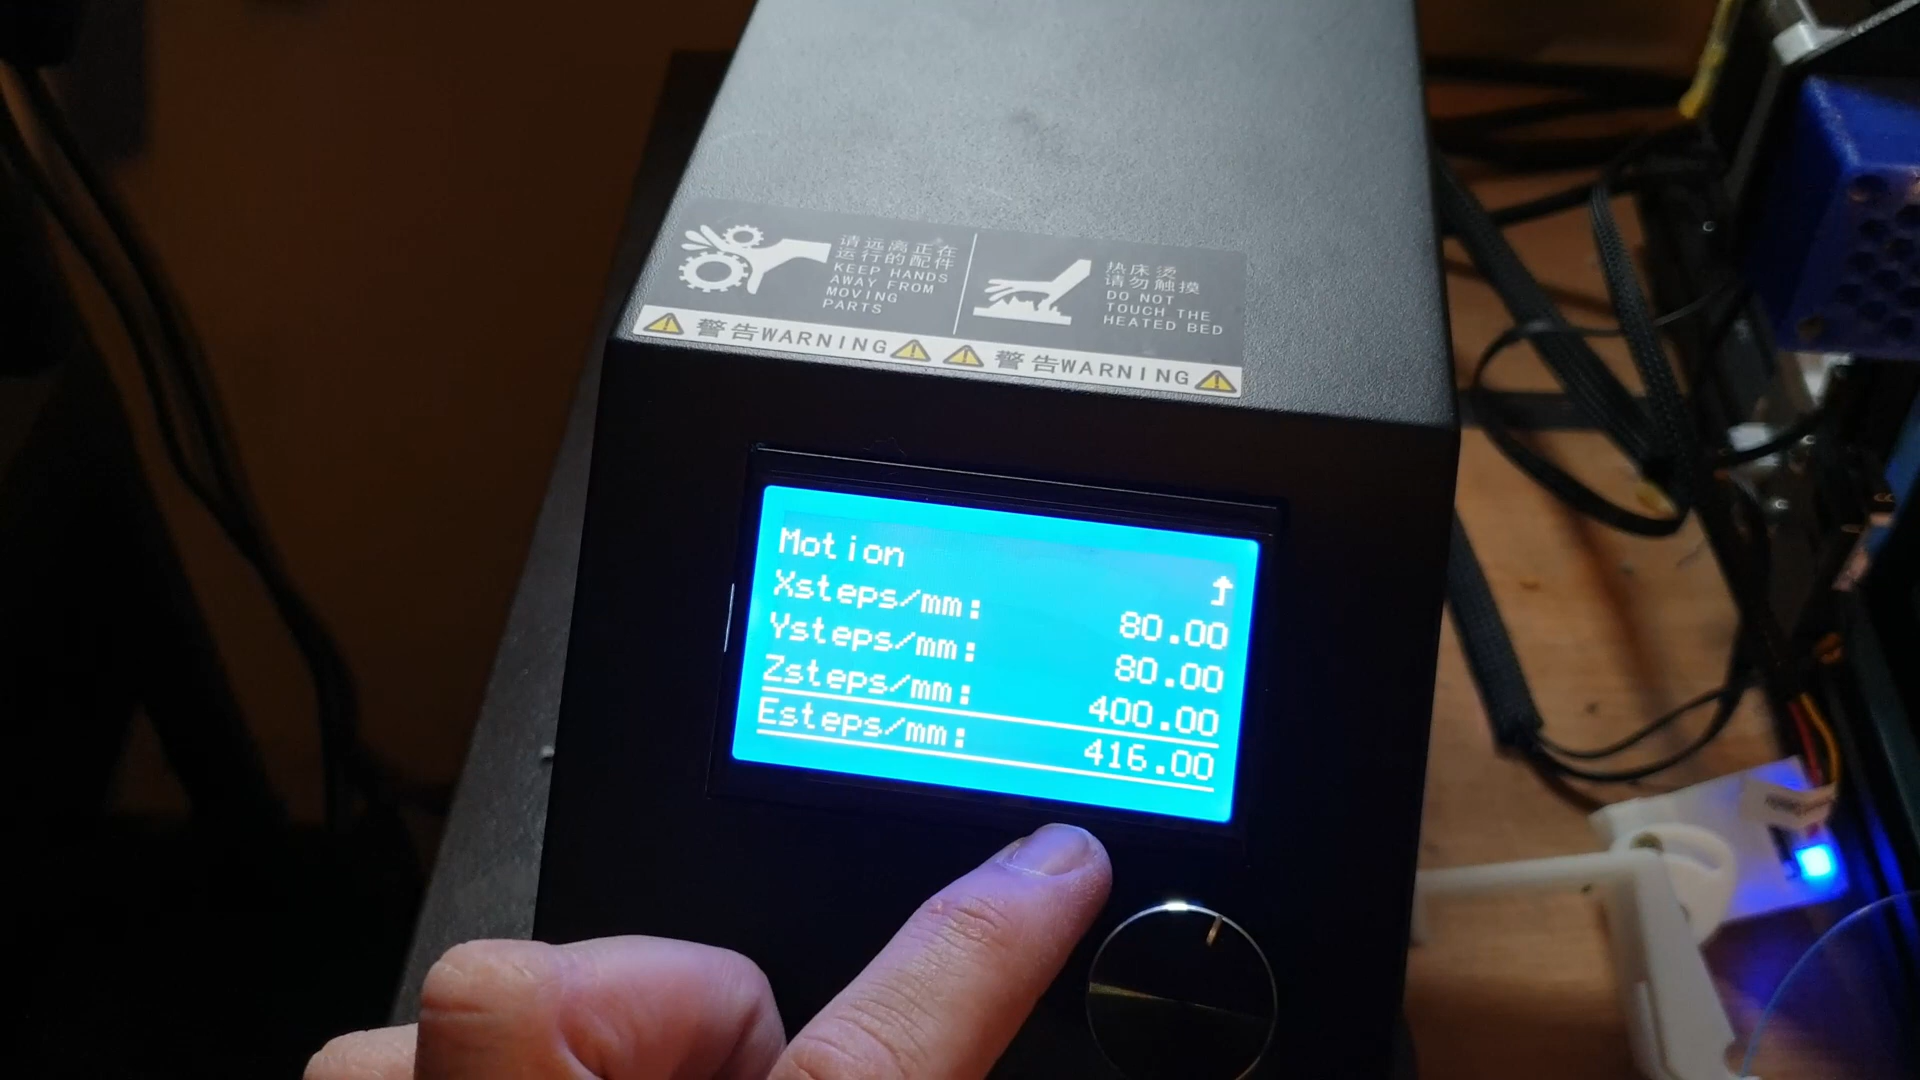 请远离正在
运行的配件
KEEP HANDS
AWAY FROM
MOVING
PARTS
热床烫
请勿触摸
DO NOT
TOUCH THE
HEATED BED
警告WARNING
警告WARNING
Motion
Xsteps/mm: 80.00
Ysteps/mm: 80.00
Zsteps/mm: 400.00
Esteps/mm: 416.00